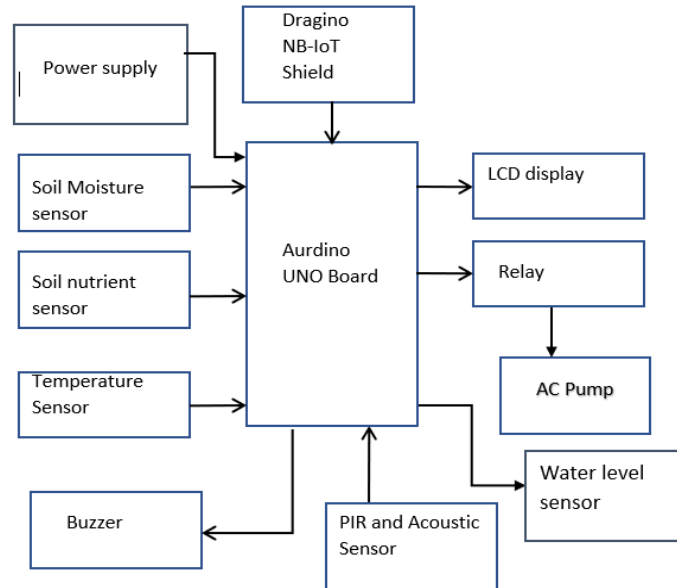 Dragino
NB-IoT
Shield
Power supply
Soil Moisture
sensor
LCD display
Aurdino
UNO Board
Soil nutrient
sensor
Relay
Temperature
Sensor
AC Pump
Water level
sensor
Buzzer
PIR and Acoustic
Sensor